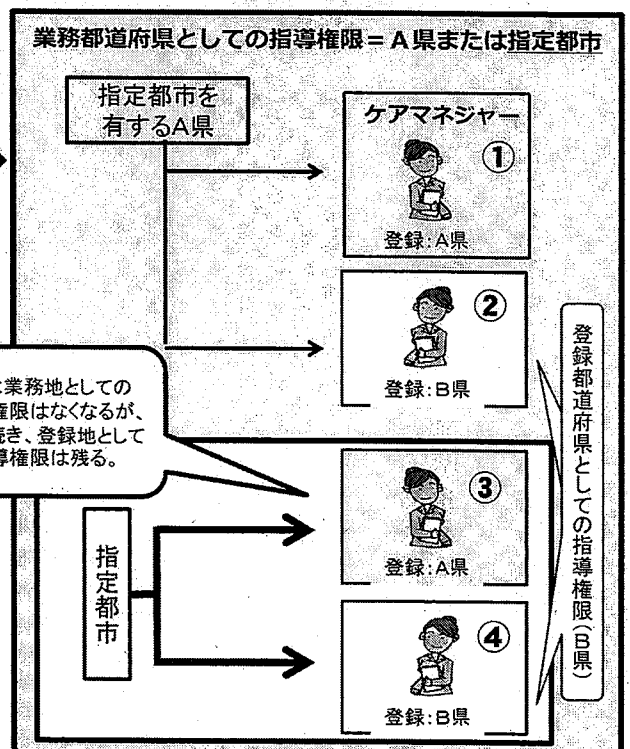 業務都道府県としての指導権限=A県または指定都市
指定都市を
有するA県
ケアマネジャー
①
登録:A県
②
登録:B県
業務地としての
権限はなくなるが、
続き、登録地として
導権限は残る。
指定都市
③
登録:A県
④
登録:B県
登録都道府県としての指導権限(B県)